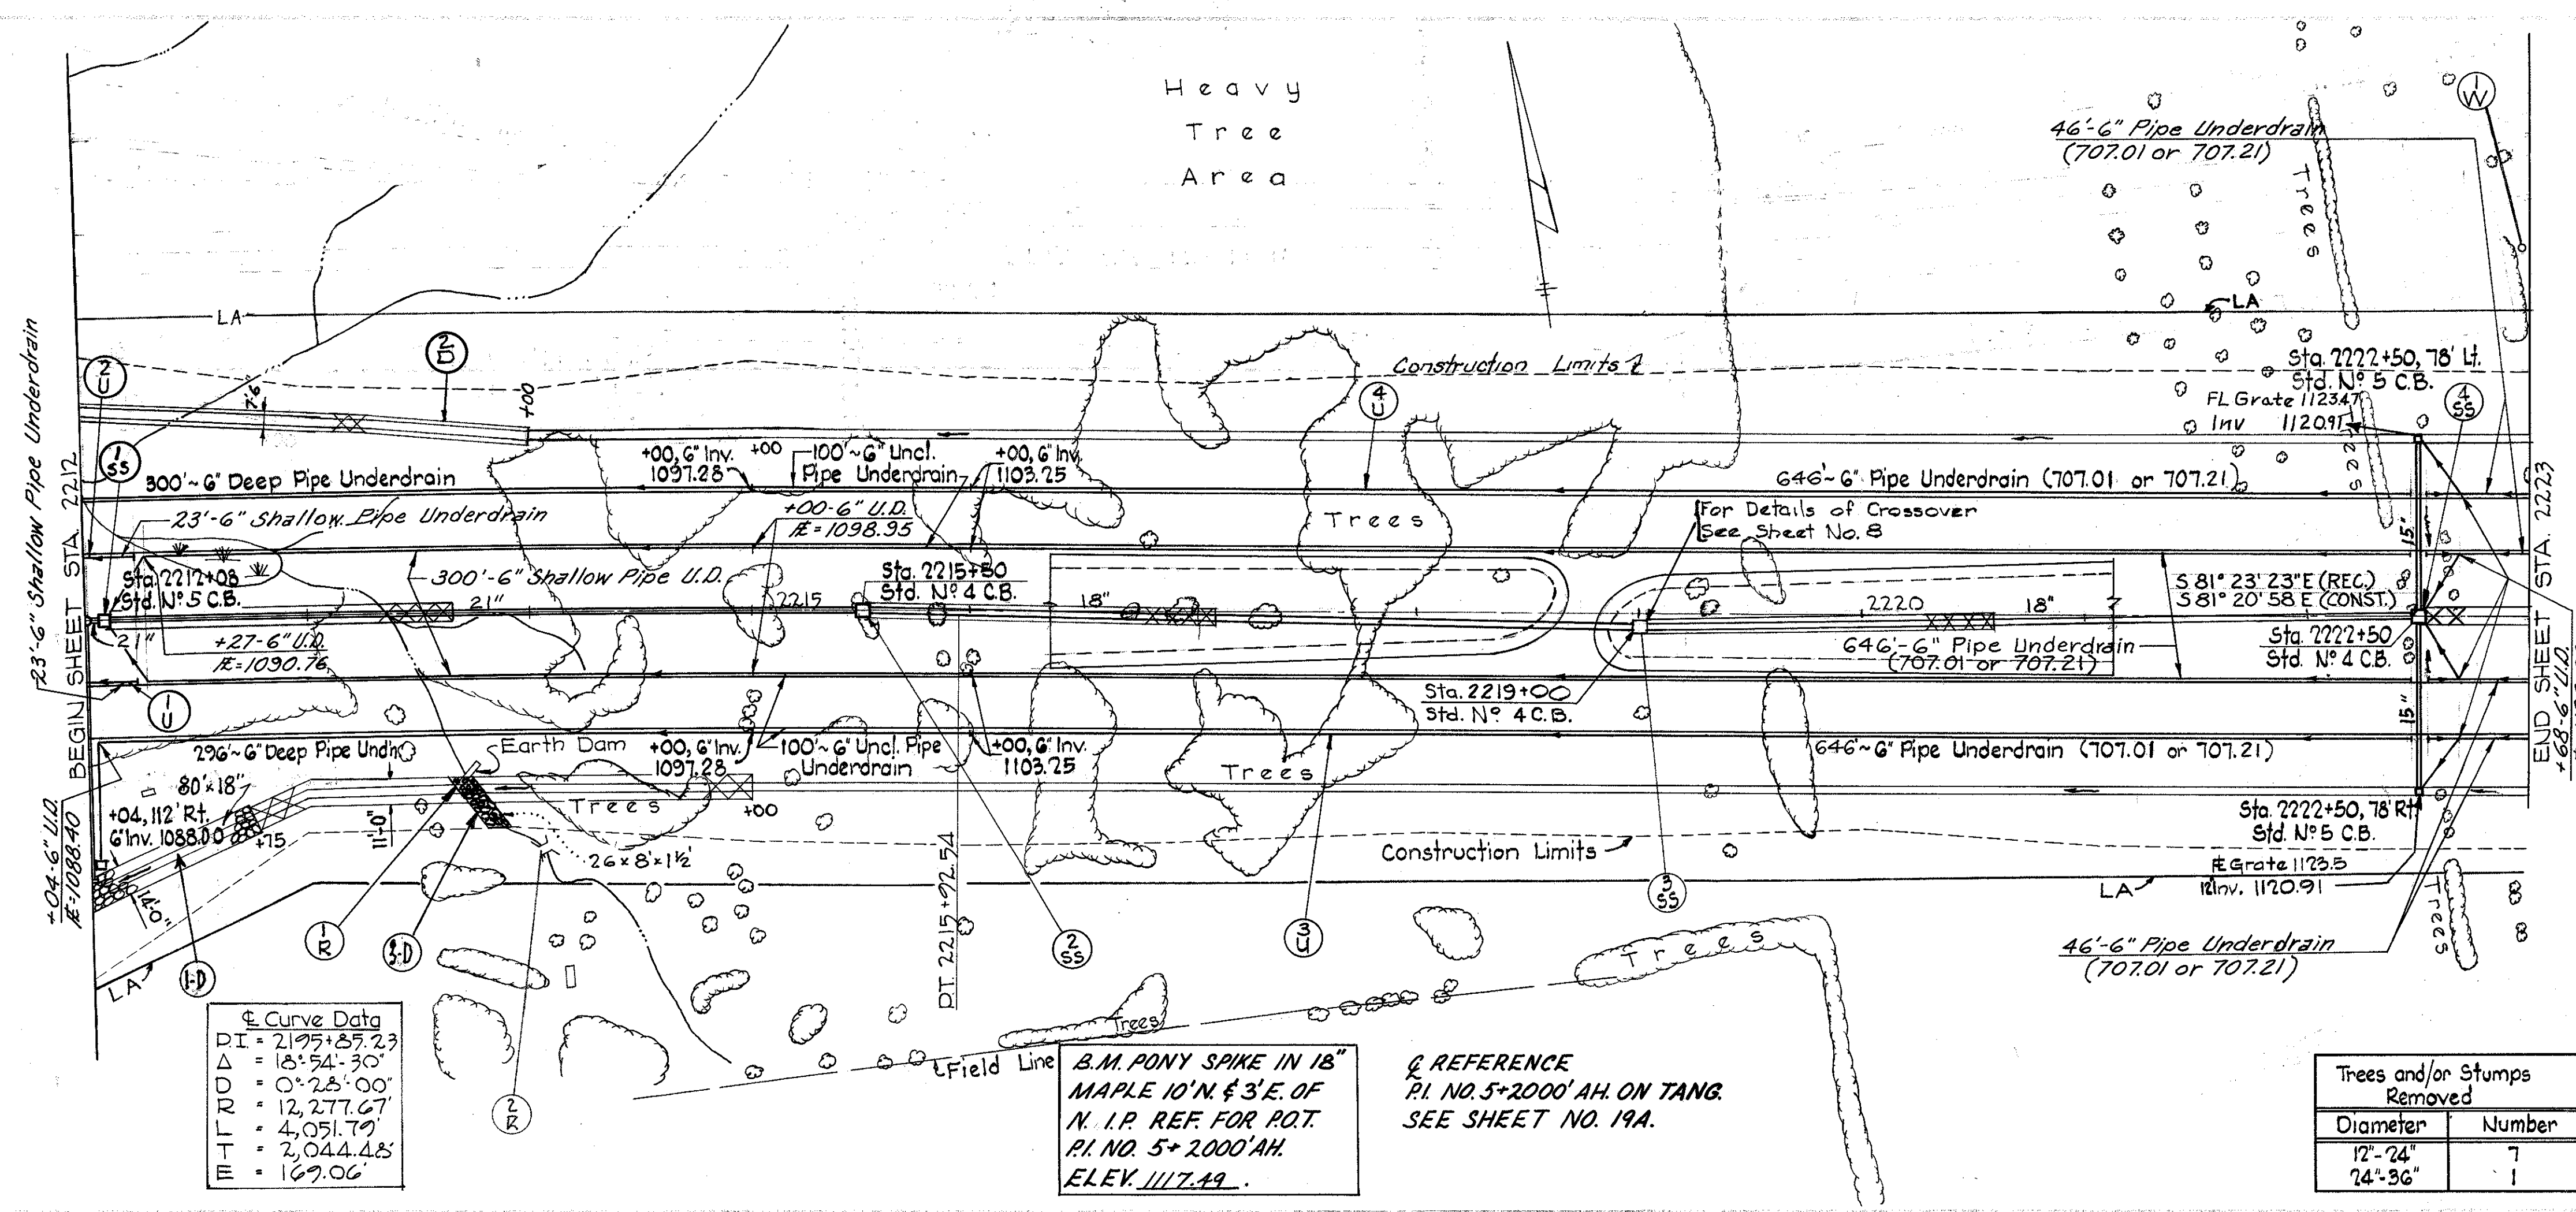 Heavy
Tree
Area
46'-6" Pipe Underdrain
(707.01 or 707.21)
1
W
Trees
LA
LA
2
D
2
U
1
SS
7'6"
+00
Construction Limits
4
U
Sta. 2222+50, 78' Lt.
Std. Nº 5 C.B.
FL Grate 1123.47
Inv 1120.91
4
SS
Trees
23'-6" Shallow Pipe Underdrain
BEGIN SHEET STA. 2212
300'~6" Deep Pipe Underdrain
+00, 6" Inv.
1097.28
+00
100'~6" Uncl.
Pipe Underdrain
+00, 6" Inv.
1103.25
646'~6" Pipe Underdrain (707.01 or 707.21)
23'-6" Shallow Pipe Underdrain
+00-6" U.D.
FL=1098.95
Trees
For Details of Crossover
See Sheet No. 8
15"
Sta. 2212+08
Std. Nº 5 C.B.
300'-6" Shallow Pipe U.D.
21"
2215
Sta. 2215+50
Std. Nº 4 C.B.
18"
2220
18"
S 81° 23' 23" E (REC.)
S 81° 20' 58 E (CONST.)
21"
+27-6" U.D.
FL=1090.76
646'-6" Pipe Underdrain
(707.01 or 707.21)
Sta. 2222+50
Std. Nº 4 C.B.
1
U
Sta. 2219+00
Std. Nº 4 C.B.
15"
END SHEET STA. 2223
+68-6" U.D.
296'~6" Deep Pipe Undn
Earth Dam
+00, 6" Inv.
1097.28
100'~6" Uncl. Pipe
Underdrain
+00, 6" Inv.
1103.25
Trees
646'~6" Pipe Underdrain (707.01 or 707.21)
80'x18"
+04, 112' Rt.
6" Inv. 1088.00
+75
11'-0"
Trees
+00
Sta. 2222+50, 78' Rt.
Std. Nº 5 C.B.
+04-6" U.D.
FL=1088.40
14'-0"
26 x 8' x 1½'
Construction Limits
FL Grate 1123.5
12" Inv. 1120.91
LA
Trees
3
SS
LA
1-D
1
R
3-D
P.T. 2215+92.54
2
SS
3
U
Trees
46'-6" Pipe Underdrain
(707.01 or 707.21)
℄ Curve Data
P.I. = 2195+85.23
Δ = 18°-54'-30"
D = 0°-28'-00"
R = 12,277.67'
L = 4,051.79'
T = 2,044.48'
E = 169.06'
2
R
Trees
Field Line
B.M. PONY SPIKE IN 18"
MAPLE 10' N. & 3' E. OF
N. I.P. REF. FOR P.O.T.
P.I. NO. 5+2000' AH.
ELEV. 1117.49.
℄ REFERENCE
P.I. NO. 5+2000' AH. ON TANG.
SEE SHEET NO. 19A.
Trees and/or Stumps
Removed
Diameter Number
12"-24" 7
24"-36" 1